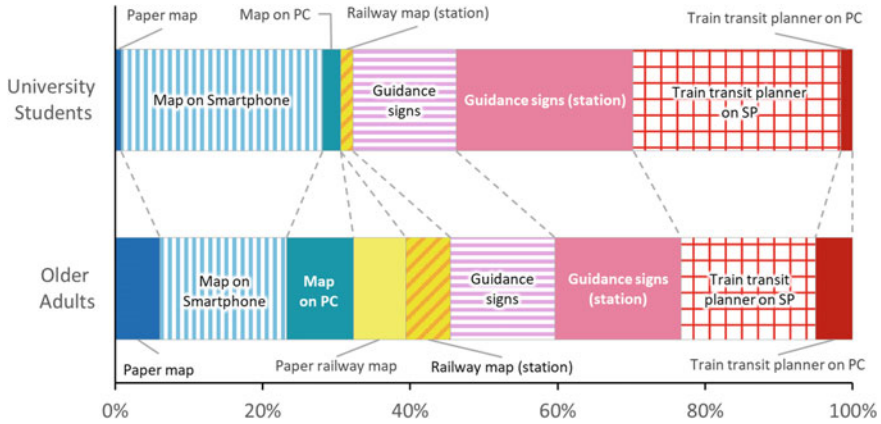 Paper map
Map on PC
Railway map (station)
Train transit planner on PC
University
Students
Map on Smartphone
Guidance
signs
Guidance signs (station)
Train transit planner
on SP
Older
Adults
Map on
Smartphone
Map
on PC
Guidance
signs
Guidance signs
(station)
Train transit
planner on SP
Paper map
Paper railway map
Railway map (station)
Train transit planner on PC
0%
20%
40%
60%
80%
100%